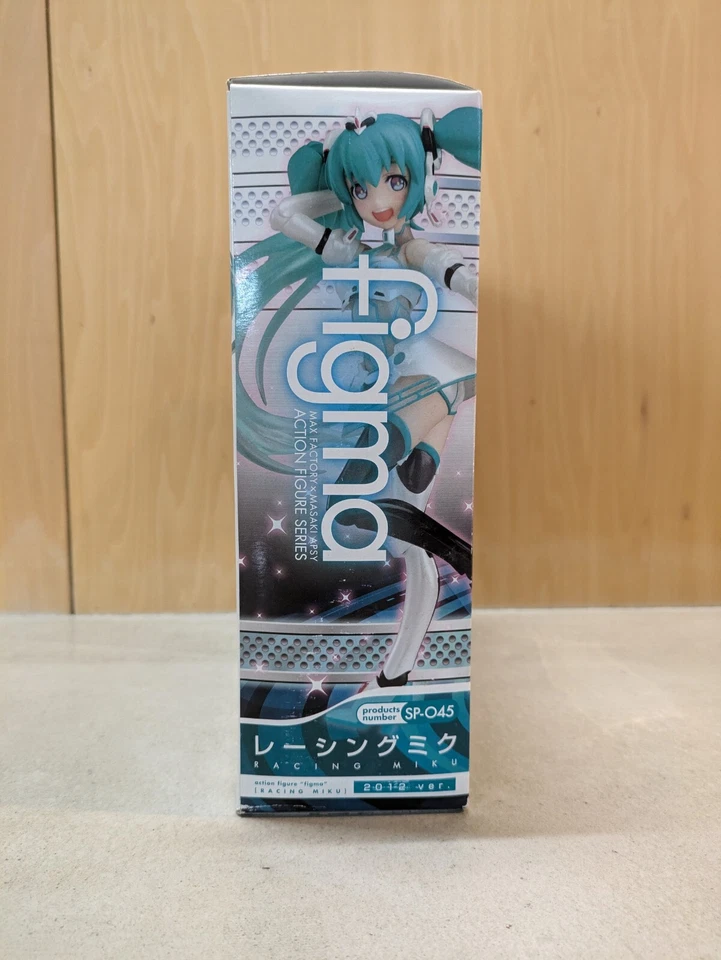 figma
MAX FACTORY × MASAKI APSY
ACTION FIGURE SERIES
products
number
SP-045
レーシングミク
RACING MIKU
action figure "figma"
[RACING MIKU]
2012 ver.